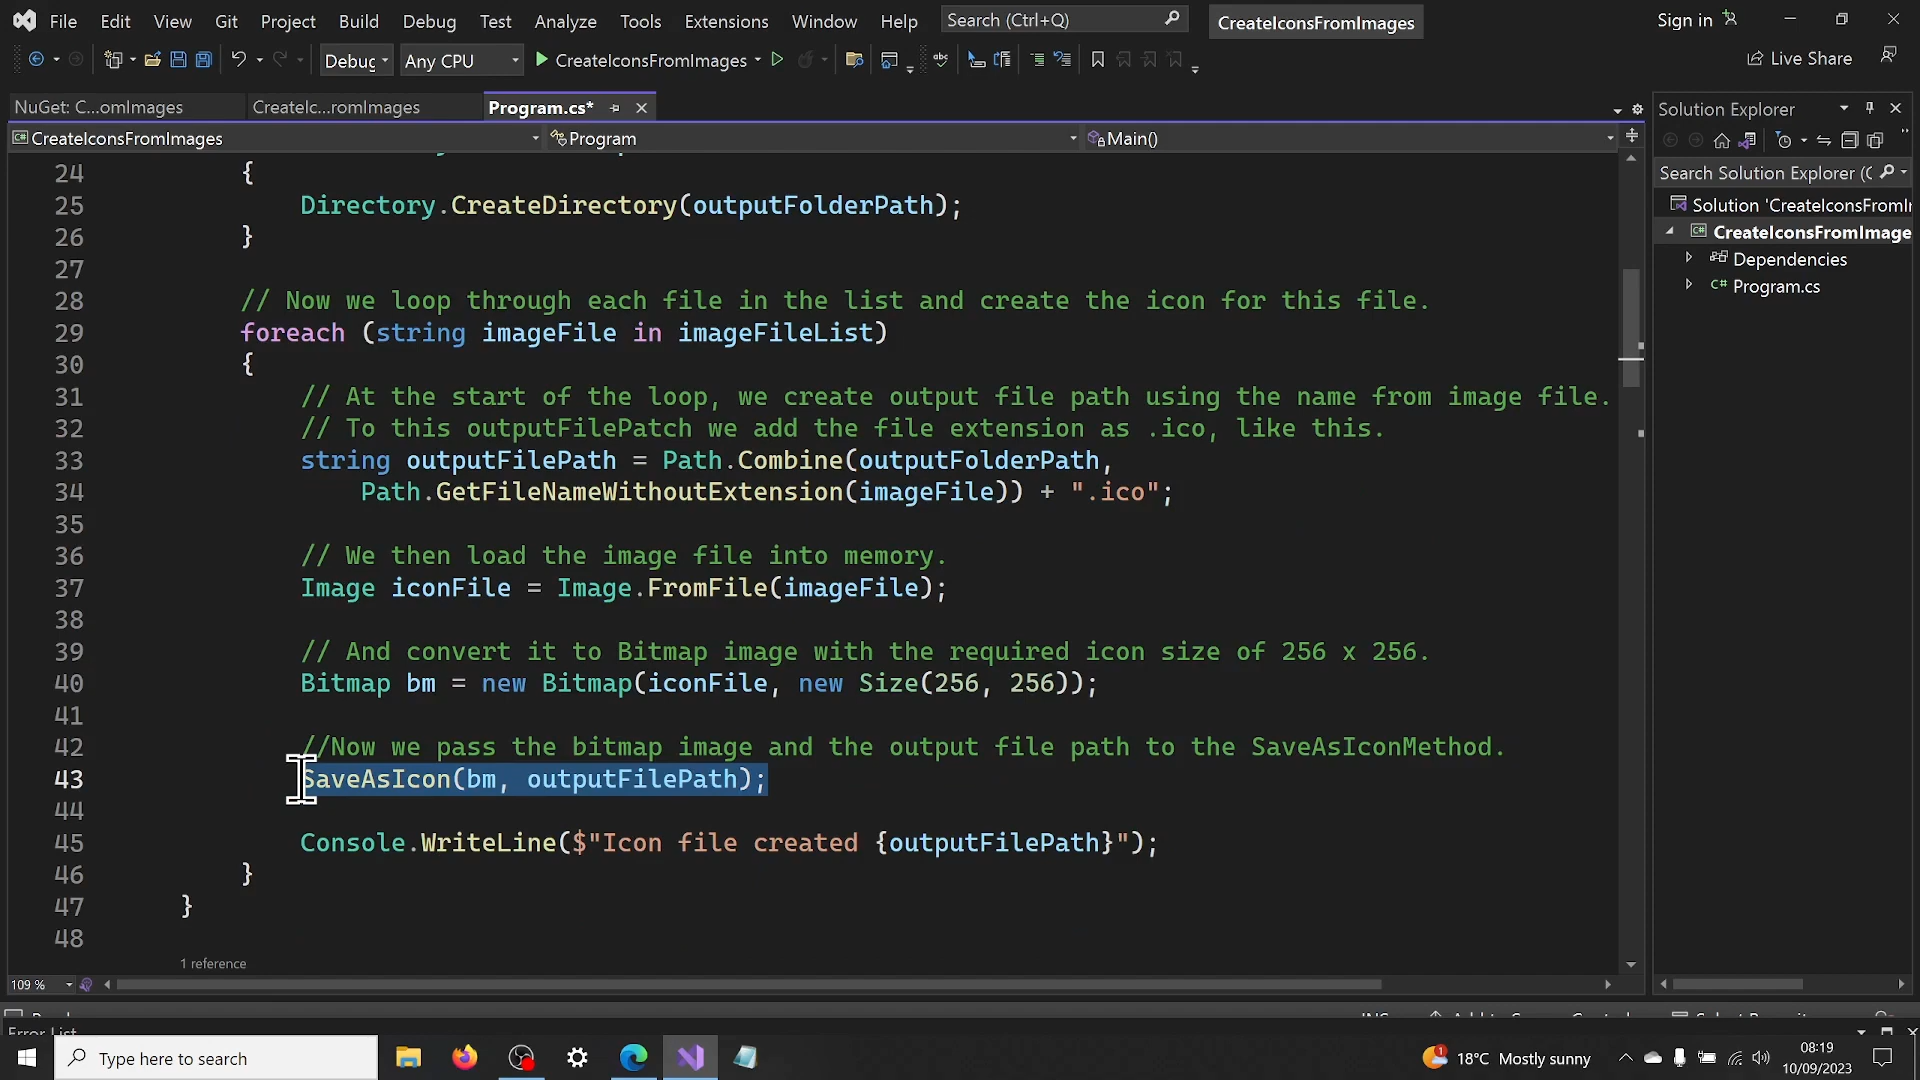 File Edit View Git Project Build Debug Test Analyze Tools Extensions Window Help Search (Ctrl+Q) CreateIconsFromImages Sign in
Debug Any CPU CreateIconsFromImages Live Share
NuGet: C...omImages CreateIc...romImages Program.cs*
CreateIconsFromImages Program Main()
24 {
25 Directory.CreateDirectory(outputFolderPath);
26 }
27
28 // Now we loop through each file in the list and create the icon for this file.
29 foreach (string imageFile in imageFileList)
30 {
31 // At the start of the loop, we create output file path using the name from image file.
32 // To this outputFilePatch we add the file extension as .ico, like this.
33 string outputFilePath = Path.Combine(outputFolderPath,
34 Path.GetFileNameWithoutExtension(imageFile)) + ".ico";
35
36 // We then load the image file into memory.
37 Image iconFile = Image.FromFile(imageFile);
38
39 // And convert it to Bitmap image with the required icon size of 256 x 256.
40 Bitmap bm = new Bitmap(iconFile, new Size(256, 256));
41
42 //Now we pass the bitmap image and the output file path to the SaveAsIconMethod.
43 SaveAsIcon(bm, outputFilePath);
44
45 Console.WriteLine($"Icon file created {outputFilePath}");
46 }
47 }
48
1 reference
109 %
Solution Explorer
Search Solution Explorer (C
Solution 'CreateIconsFromI
CreateIconsFromImage
Dependencies
C# Program.cs
Error List
Type here to search
1 18°C Mostly sunny
08:19
10/09/2023